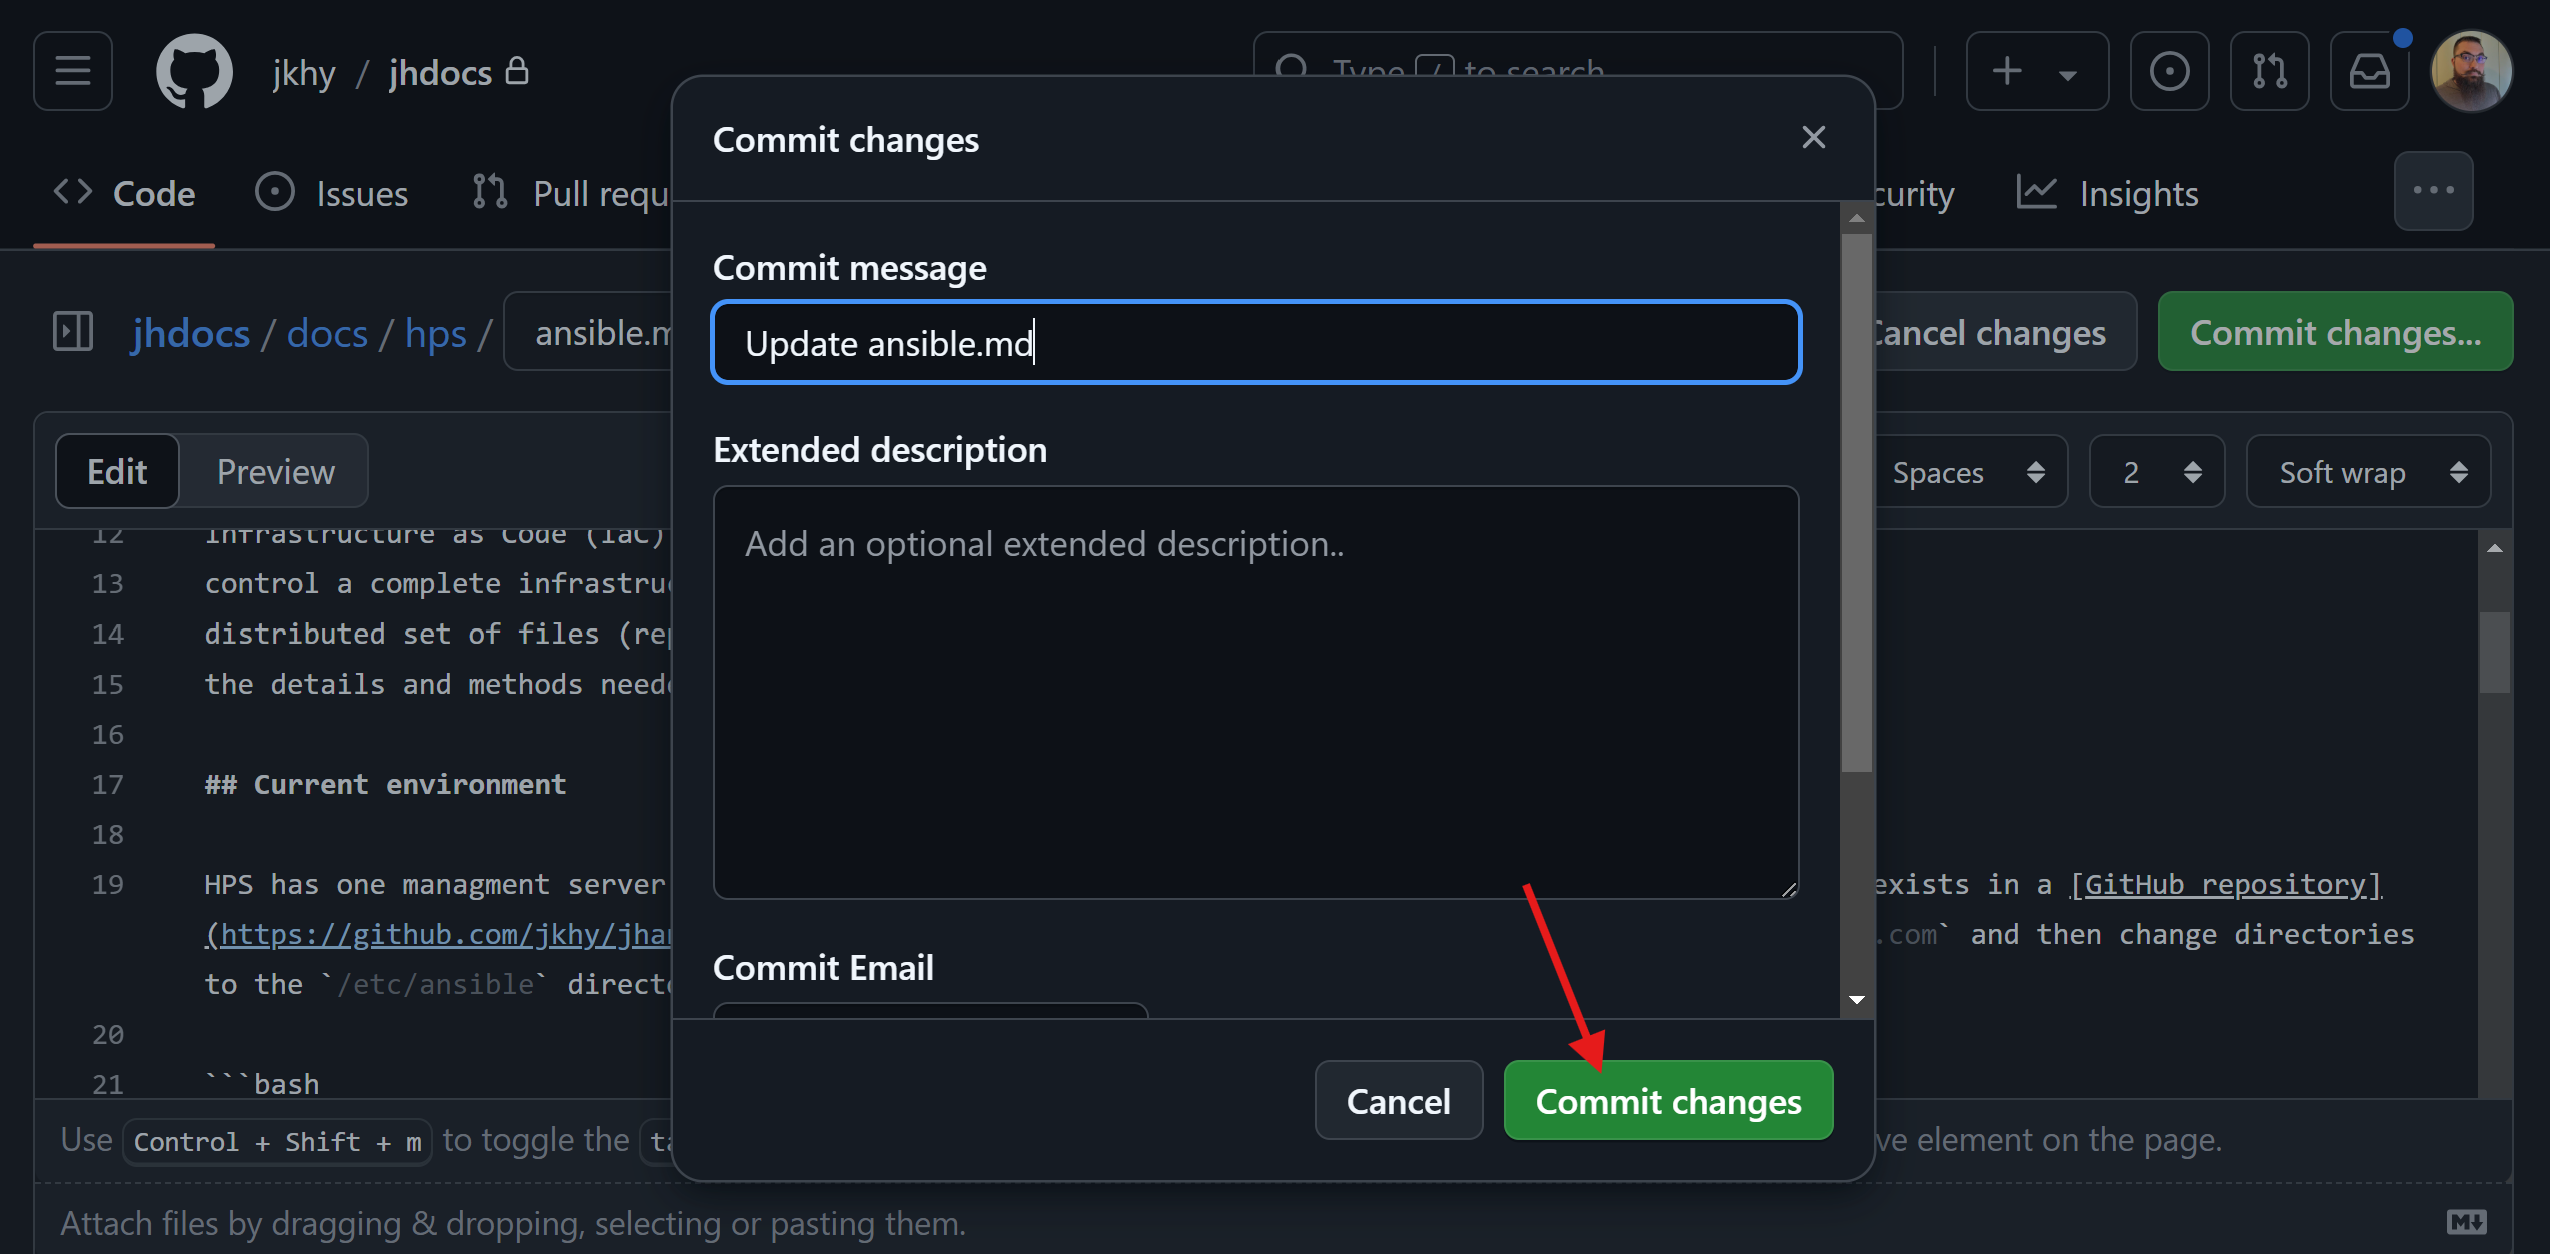 jkhy / jhdocs
Type / to search
Code
Issues
Pull requ
curity
Insights
jhdocs / docs / hps /
ansible.m
Cancel changes
Commit changes...
Edit
Preview
Spaces
2
Soft wrap
12 Infrastructure as Code (IaC)
13 control a complete infrastruc
14 distributed set of files (rep
15 the details and methods neede
16
17 ## Current environment
18
19 HPS has one managment server
exists in a [GitHub repository]
(https://github.com/jkhy/jhan
.com` and then change directories
to the `/etc/ansible` directo
20
21 ```bash
Use Control + Shift + m to toggle the ta
ve element on the page.
Attach files by dragging & dropping, selecting or pasting them.
M
Commit changes
Commit message
Update ansible.md
Extended description
Add an optional extended description..
Commit Email
Cancel
Commit changes